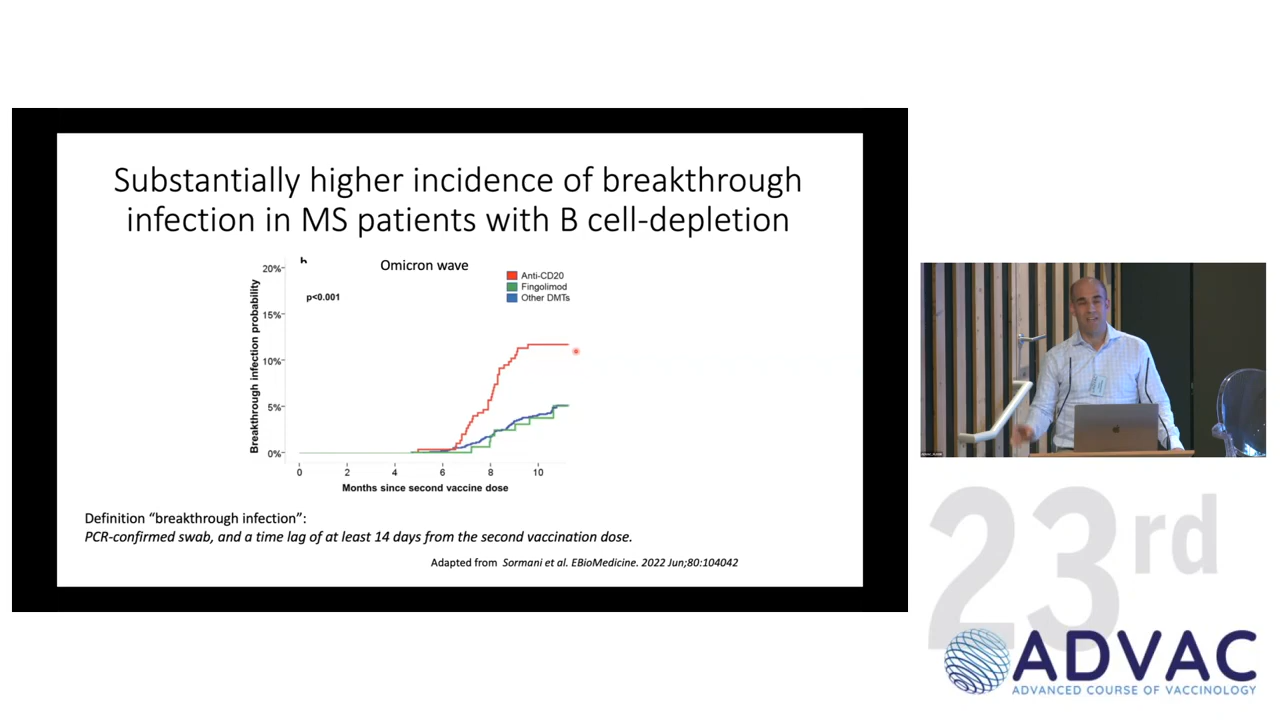 Substantially higher incidence of breakthrough
infection in MS patients with B cell-depletion
Omicron wave
p<0.001
Anti-CD20
Fingolimod
Other DMTs
Breakthrough infection probability
20%
15%
10%
5%
0%
0 2 4 6 8 10
Months since second vaccine dose
Definition “breakthrough infection”:
PCR-confirmed swab, and a time lag of at least 14 days from the second vaccination dose.
Adapted from Sormani et al. EBioMedicine. 2022 Jun;80:104042
23rd
ADVAC
ADVANCED COURSE OF VACCINOLOGY